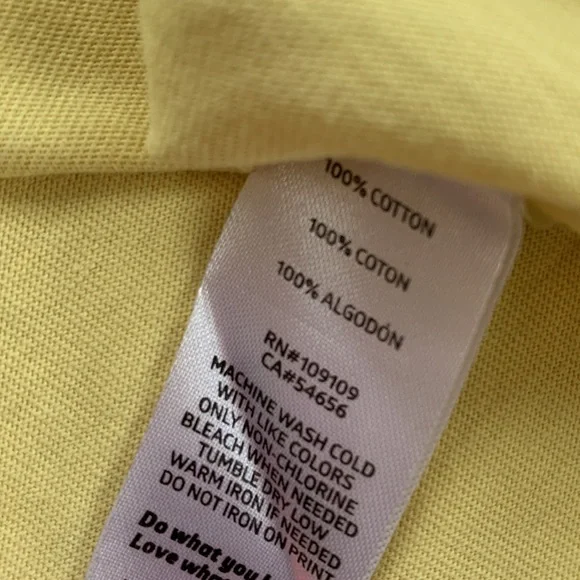 100% COTTON
100% COTON
100% ALGODÓN
RN#109109
CA#54656
MACHINE WASH COLD
WITH LIKE COLORS
ONLY NON-CHLORINE
BLEACH WHEN NEEDED
TUMBLE DRY LOW
WARM IRON IF NEEDED
DO NOT IRON ON PRINT
Do what you
Love what